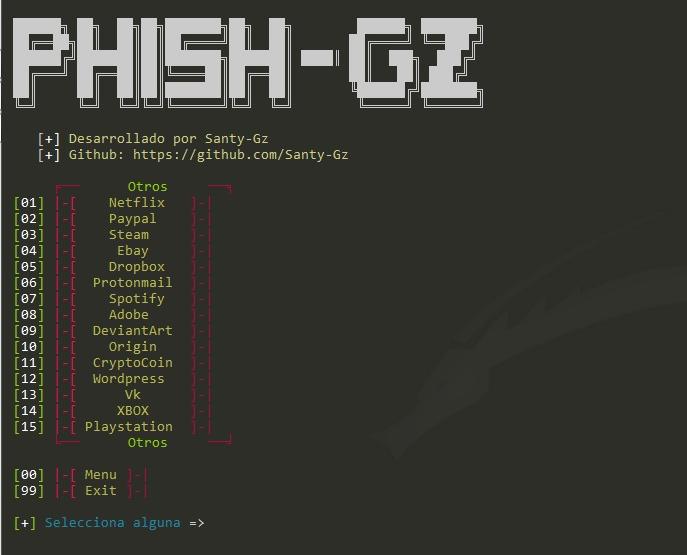 PHISH-GZ
[+] Desarrollado por Santy-Gz
[+] Github: https://github.com/Santy-Gz
Otros
[01] |-[ Netflix ]-|
[02] |-[ Paypal ]-|
[03] |-[ Steam ]-|
[04] |-[ Ebay ]-|
[05] |-[ Dropbox ]-|
[06] |-[ Protonmail ]-|
[07] |-[ Spotify ]-|
[08] |-[ Adobe ]-|
[09] |-[ DeviantArt ]-|
[10] |-[ Origin ]-|
[11] |-[ CryptoCoin ]-|
[12] |-[ Wordpress ]-|
[13] |-[ Vk ]-|
[14] |-[ XBOX ]-|
[15] |-[ Playstation ]-|
Otros
[00] |-[ Menu ]-|
[99] |-[ Exit ]-|
[+] Selecciona alguna =>